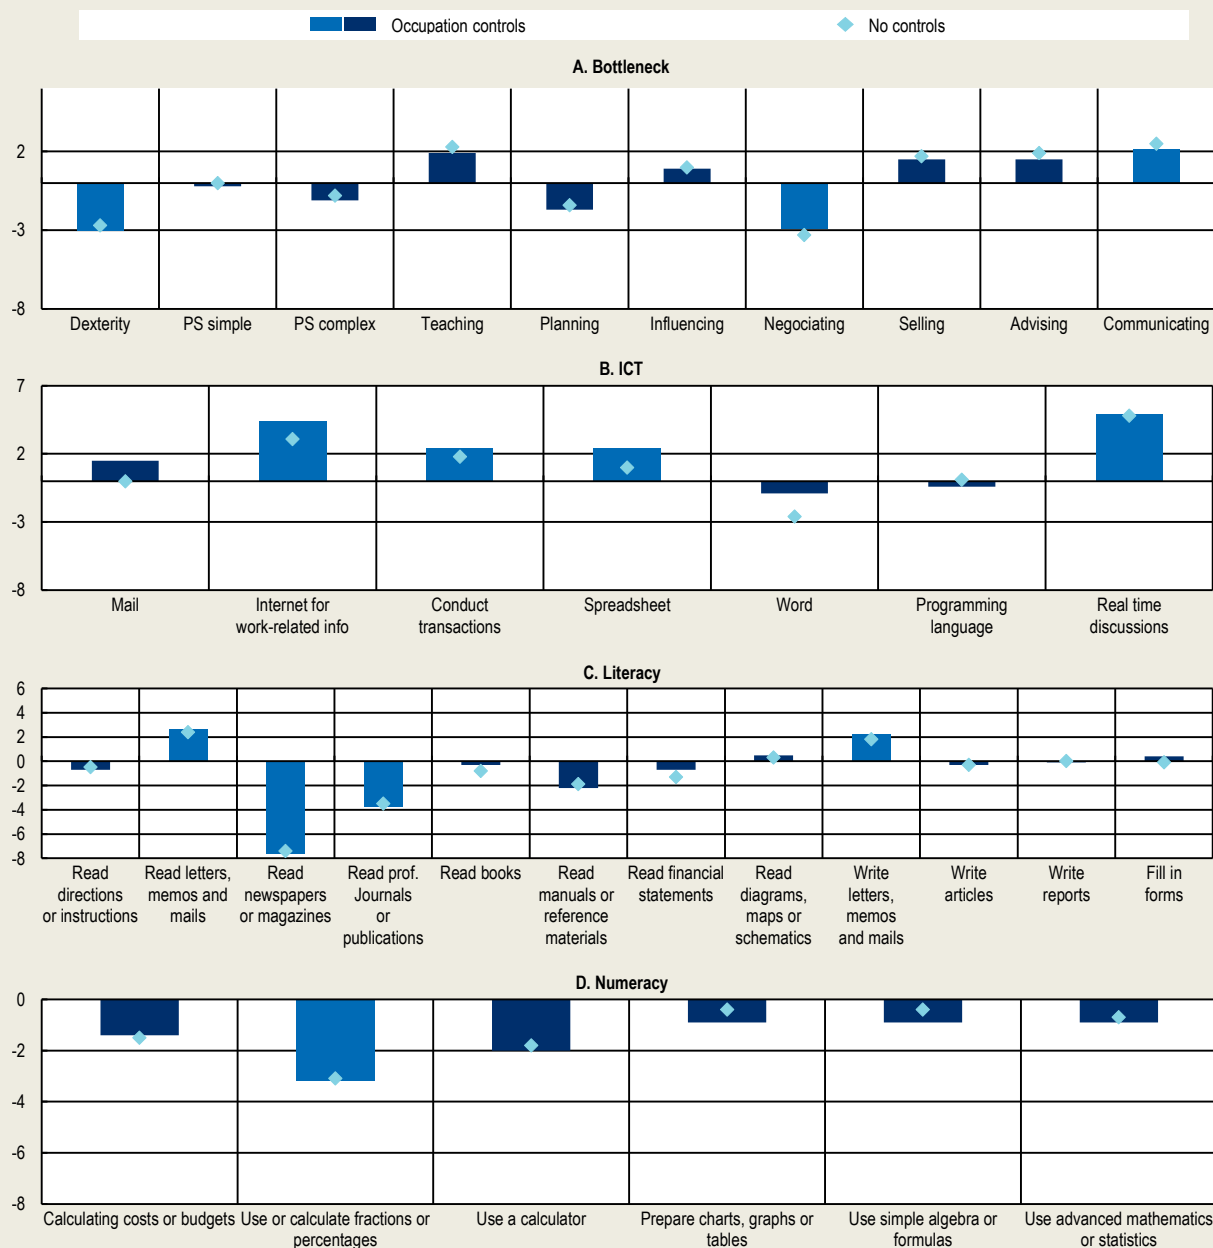 Occupation controls
No controls
A. Bottleneck
2
-3
-8
Dexterity
PS simple
PS complex
Teaching
Planning
Influencing
Negociating
Selling
Advising
Communicating
B. ICT
7
2
-3
-8
Mail
Internet for
work-related info
Conduct
transactions
Spreadsheet
Word
Programming
language
Real time
discussions
C. Literacy
6
4
2
0
-2
-4
-6
-8
Read
directions
or instructions
Read letters,
memos and
mails
Read
newspapers
or magazines
Read prof.
Journals
or
publications
Read books
Read
manuals or
reference
materials
Read financial
statements
Read
diagrams,
maps or
schematics
Write
letters,
memos
and mails
Write
articles
Write
reports
Fill in
forms
D. Numeracy
0
-2
-4
-6
-8
Calculating costs or budgets
Use or calculate fractions or
percentages
Use a calculator
Prepare charts, graphs or
tables
Use simple algebra or
formulas
Use advanced mathematics
or statistics